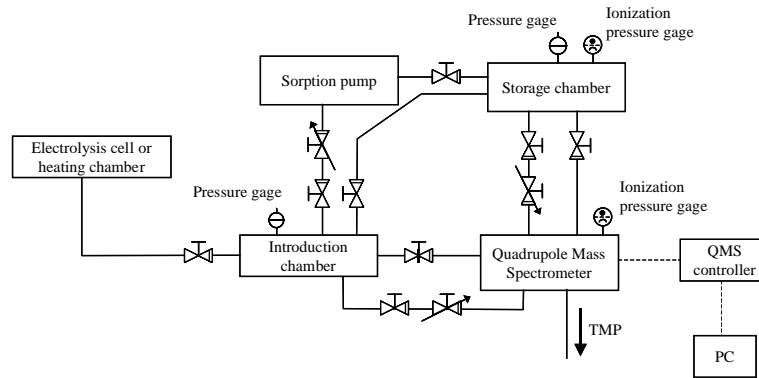 Pressure gage
Ionization
pressure gage
Sorption pump
Storage chamber
Electrolysis cell or
heating chamber
Pressure gage
Ionization
pressure gage
Introduction
chamber
Quadrupole Mass
Spectrometer
QMS
controller
TMP
PC